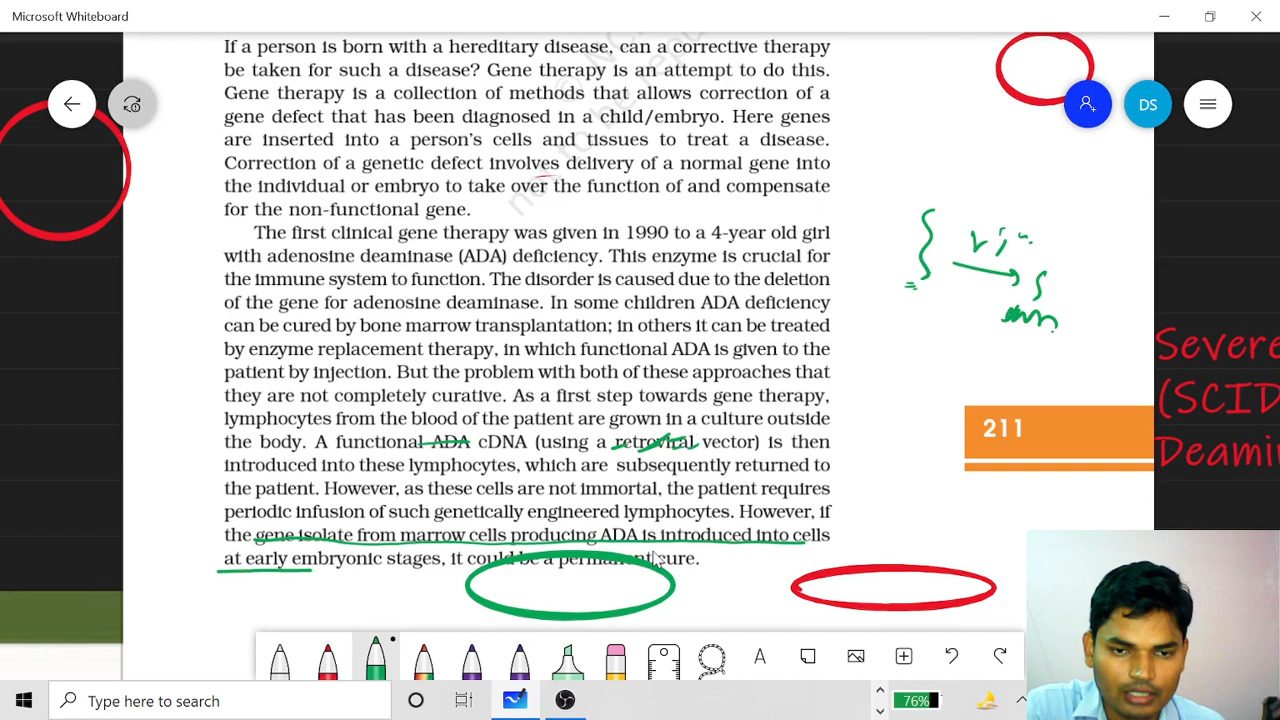 Microsoft Whiteboard
If a person is born with a hereditary disease, can a corrective therapy
be taken for such a disease? Gene therapy is an attempt to do this.
Gene therapy is a collection of methods that allows correction of a
gene defect that has been diagnosed in a child/embryo. Here genes
are inserted into a person's cells and tissues to treat a disease.
Correction of a genetic defect involves delivery of a normal gene into
the individual or embryo to take over the function of and compensate
for the non-functional gene.
The first clinical gene therapy was given in 1990 to a 4-year old girl
with adenosine deaminase (ADA) deficiency. This enzyme is crucial for
the immune system to function. The disorder is caused due to the deletion
of the gene for adenosine deaminase. In some children ADA deficiency
can be cured by bone marrow transplantation; in others it can be treated
by enzyme replacement therapy, in which functional ADA is given to the
patient by injection. But the problem with both of these approaches that
they are not completely curative. As a first step towards gene therapy,
lymphocytes from the blood of the patient are grown in a culture outside
the body. A functional ADA cDNA (using a retroviral vector) is then
introduced into these lymphocytes, which are subsequently returned to
the patient. However, as these cells are not immortal, the patient requires
periodic infusion of such genetically engineered lymphocytes. However, if
the gene isolate from marrow cells producing ADA is introduced into cells
at early embryonic stages, it could be a permanent cure.
not to be
DS
211
Severe
(SCID
Deamin
A
Type here to search
76%